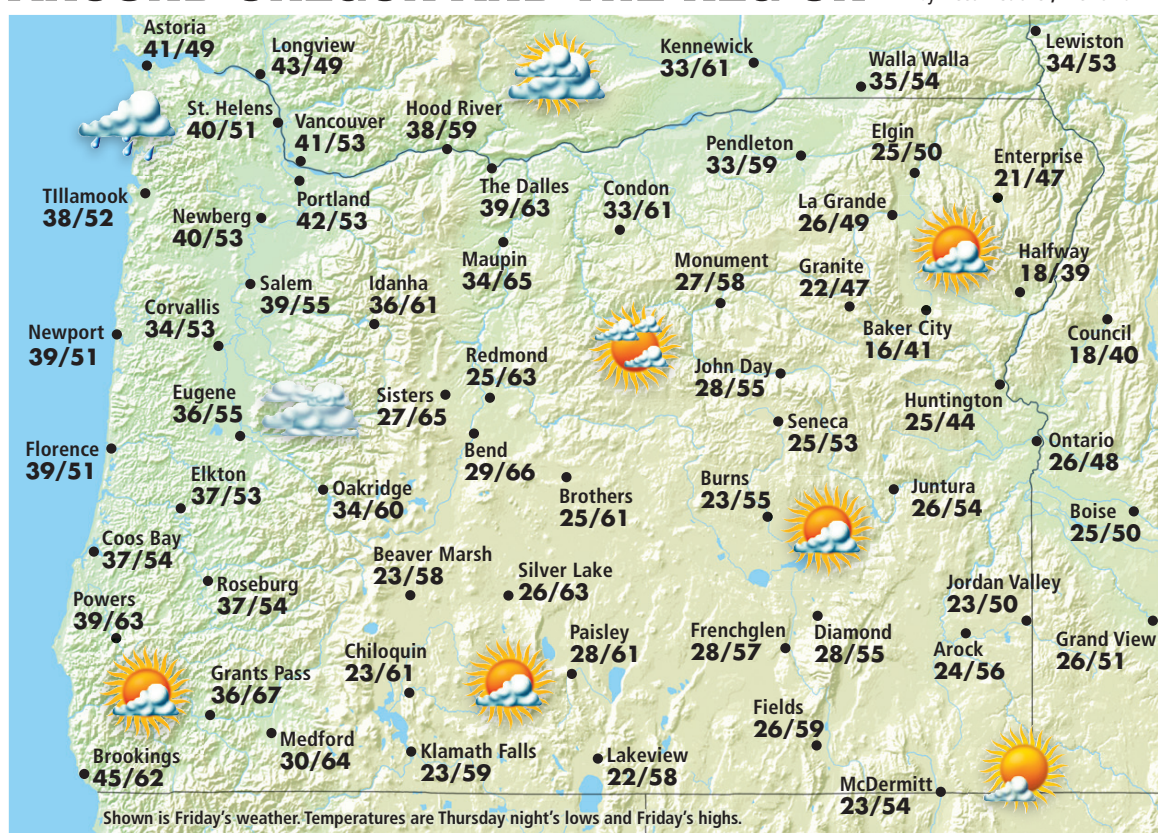 Astoria
41/49
Longview
43/49
Kennewick
33/61
Walla Walla
35/54
Lewiston
34/53
St. Helens
40/51
Vancouver
41/53
Hood River
38/59
Pendleton
33/59
Elgin
25/50
Enterprise
21/47
TIllamook
38/52
Newberg
40/53
Portland
42/53
The Dalles
39/63
Condon
33/61
La Grande
26/49
Maupin
34/65
Monument
27/58
Granite
22/47
Halfway
18/39
Salem
39/55
Idanha
36/61
Corvallis
34/53
Newport
39/51
Baker City
16/41
Council
18/40
Redmond
25/63
John Day
28/55
Eugene
36/55
Sisters
27/65
Huntington
25/44
Seneca
25/53
Florence
39/51
Bend
29/66
Ontario
26/48
Elkton
37/53
Oakridge
34/60
Brothers
25/61
Burns
23/55
Juntura
26/54
Boise
25/50
Coos Bay
37/54
Beaver Marsh
23/58
Silver Lake
26/63
Roseburg
37/54
Jordan Valley
23/50
Powers
39/63
Paisley
28/61
Frenchglen
28/57
Diamond
28/55
Arock
24/56
Grand View
26/51
Chiloquin
23/61
Grants Pass
36/67
Fields
26/59
Medford
30/64
Klamath Falls
23/59
Lakeview
22/58
Brookings
45/62
McDermitt
23/54
Shown is Friday's weather. Temperatures are Thursday night's lows and Friday's highs.